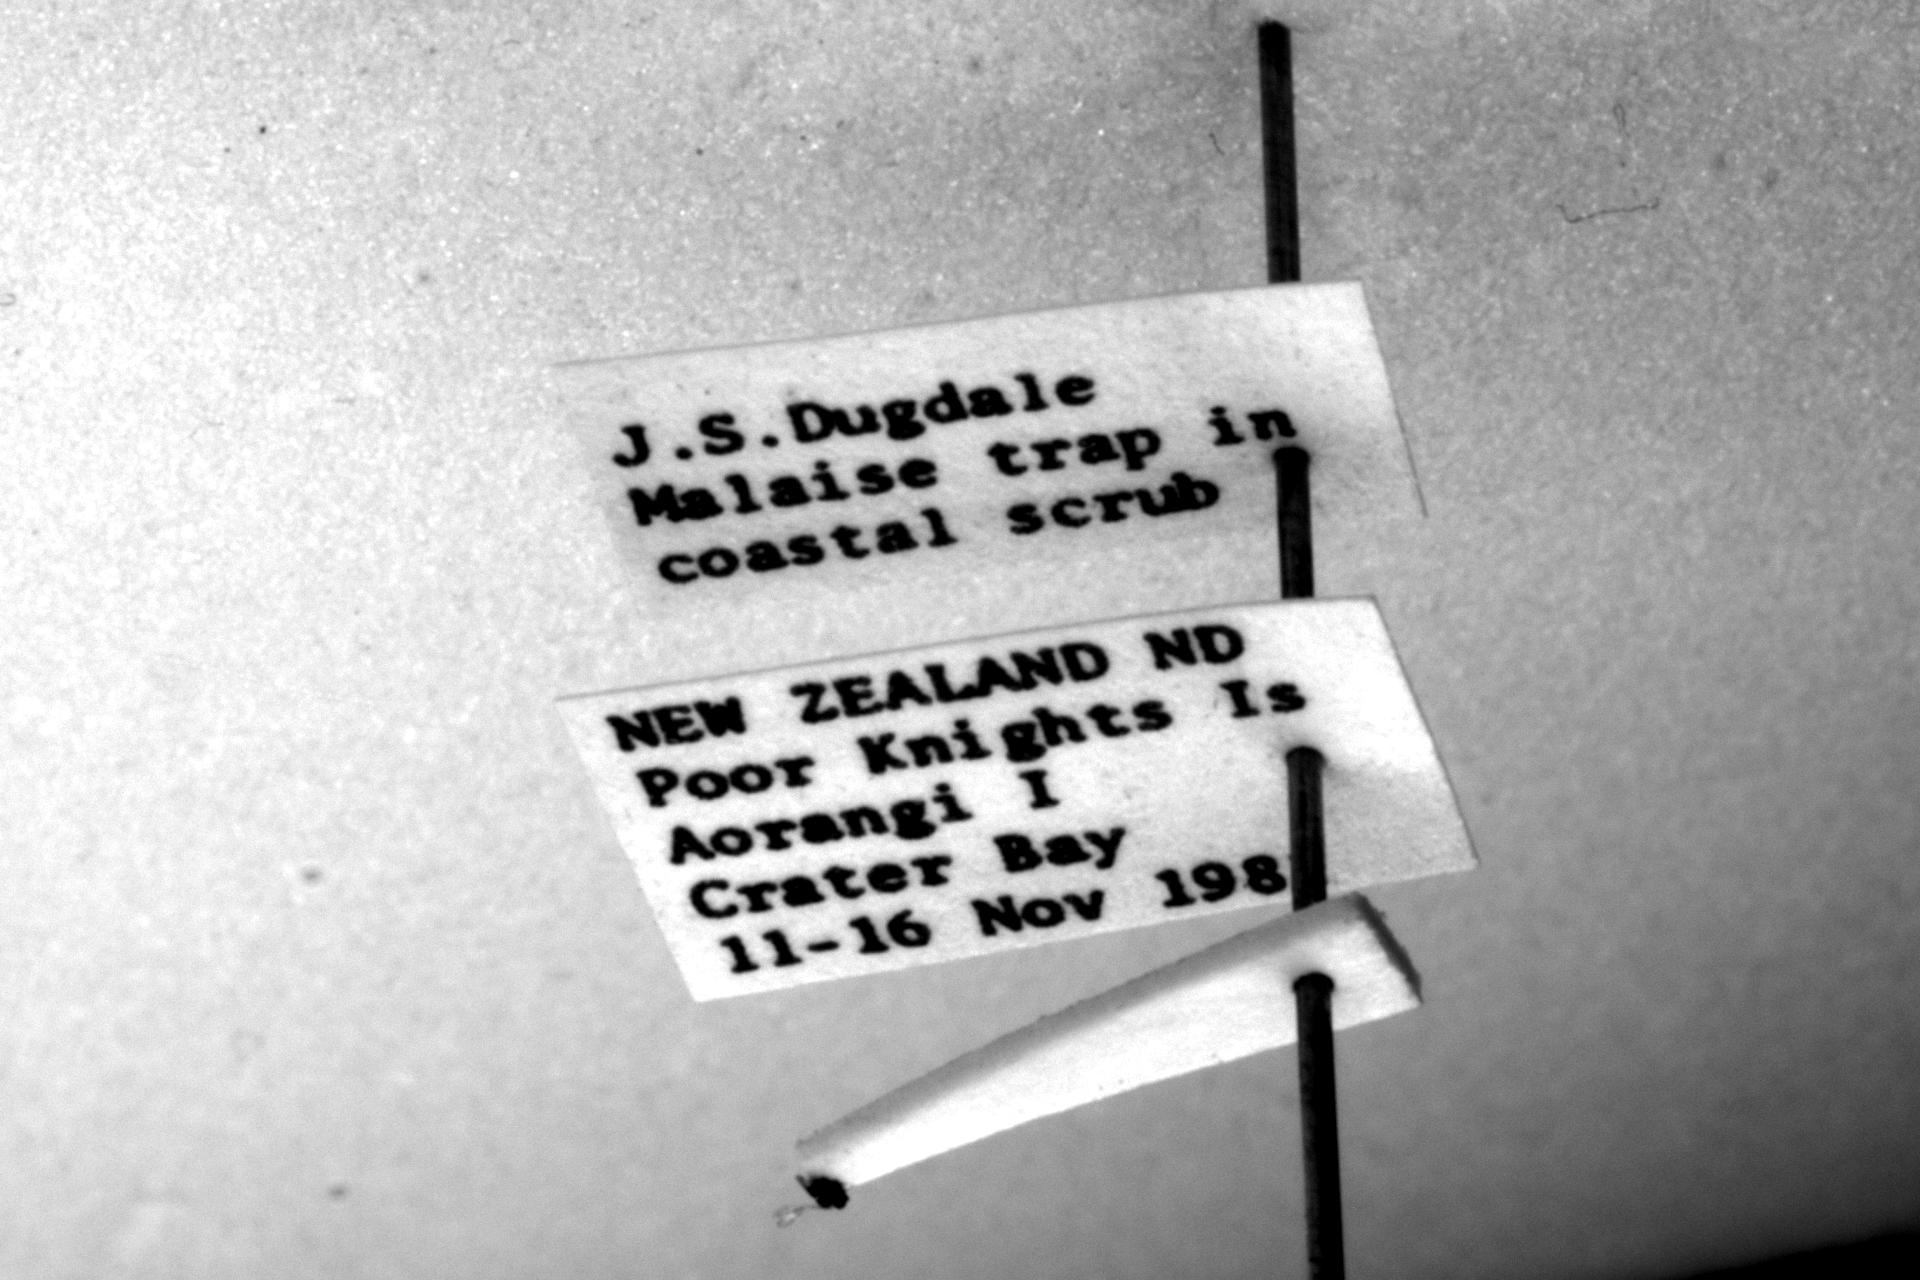 J.S.Dugdale
Malaise trap in
coastal scrub
NEW ZEALAND ND
Poor Knights Is
Aorangi I
Crater Bay
11-16 Nov 198